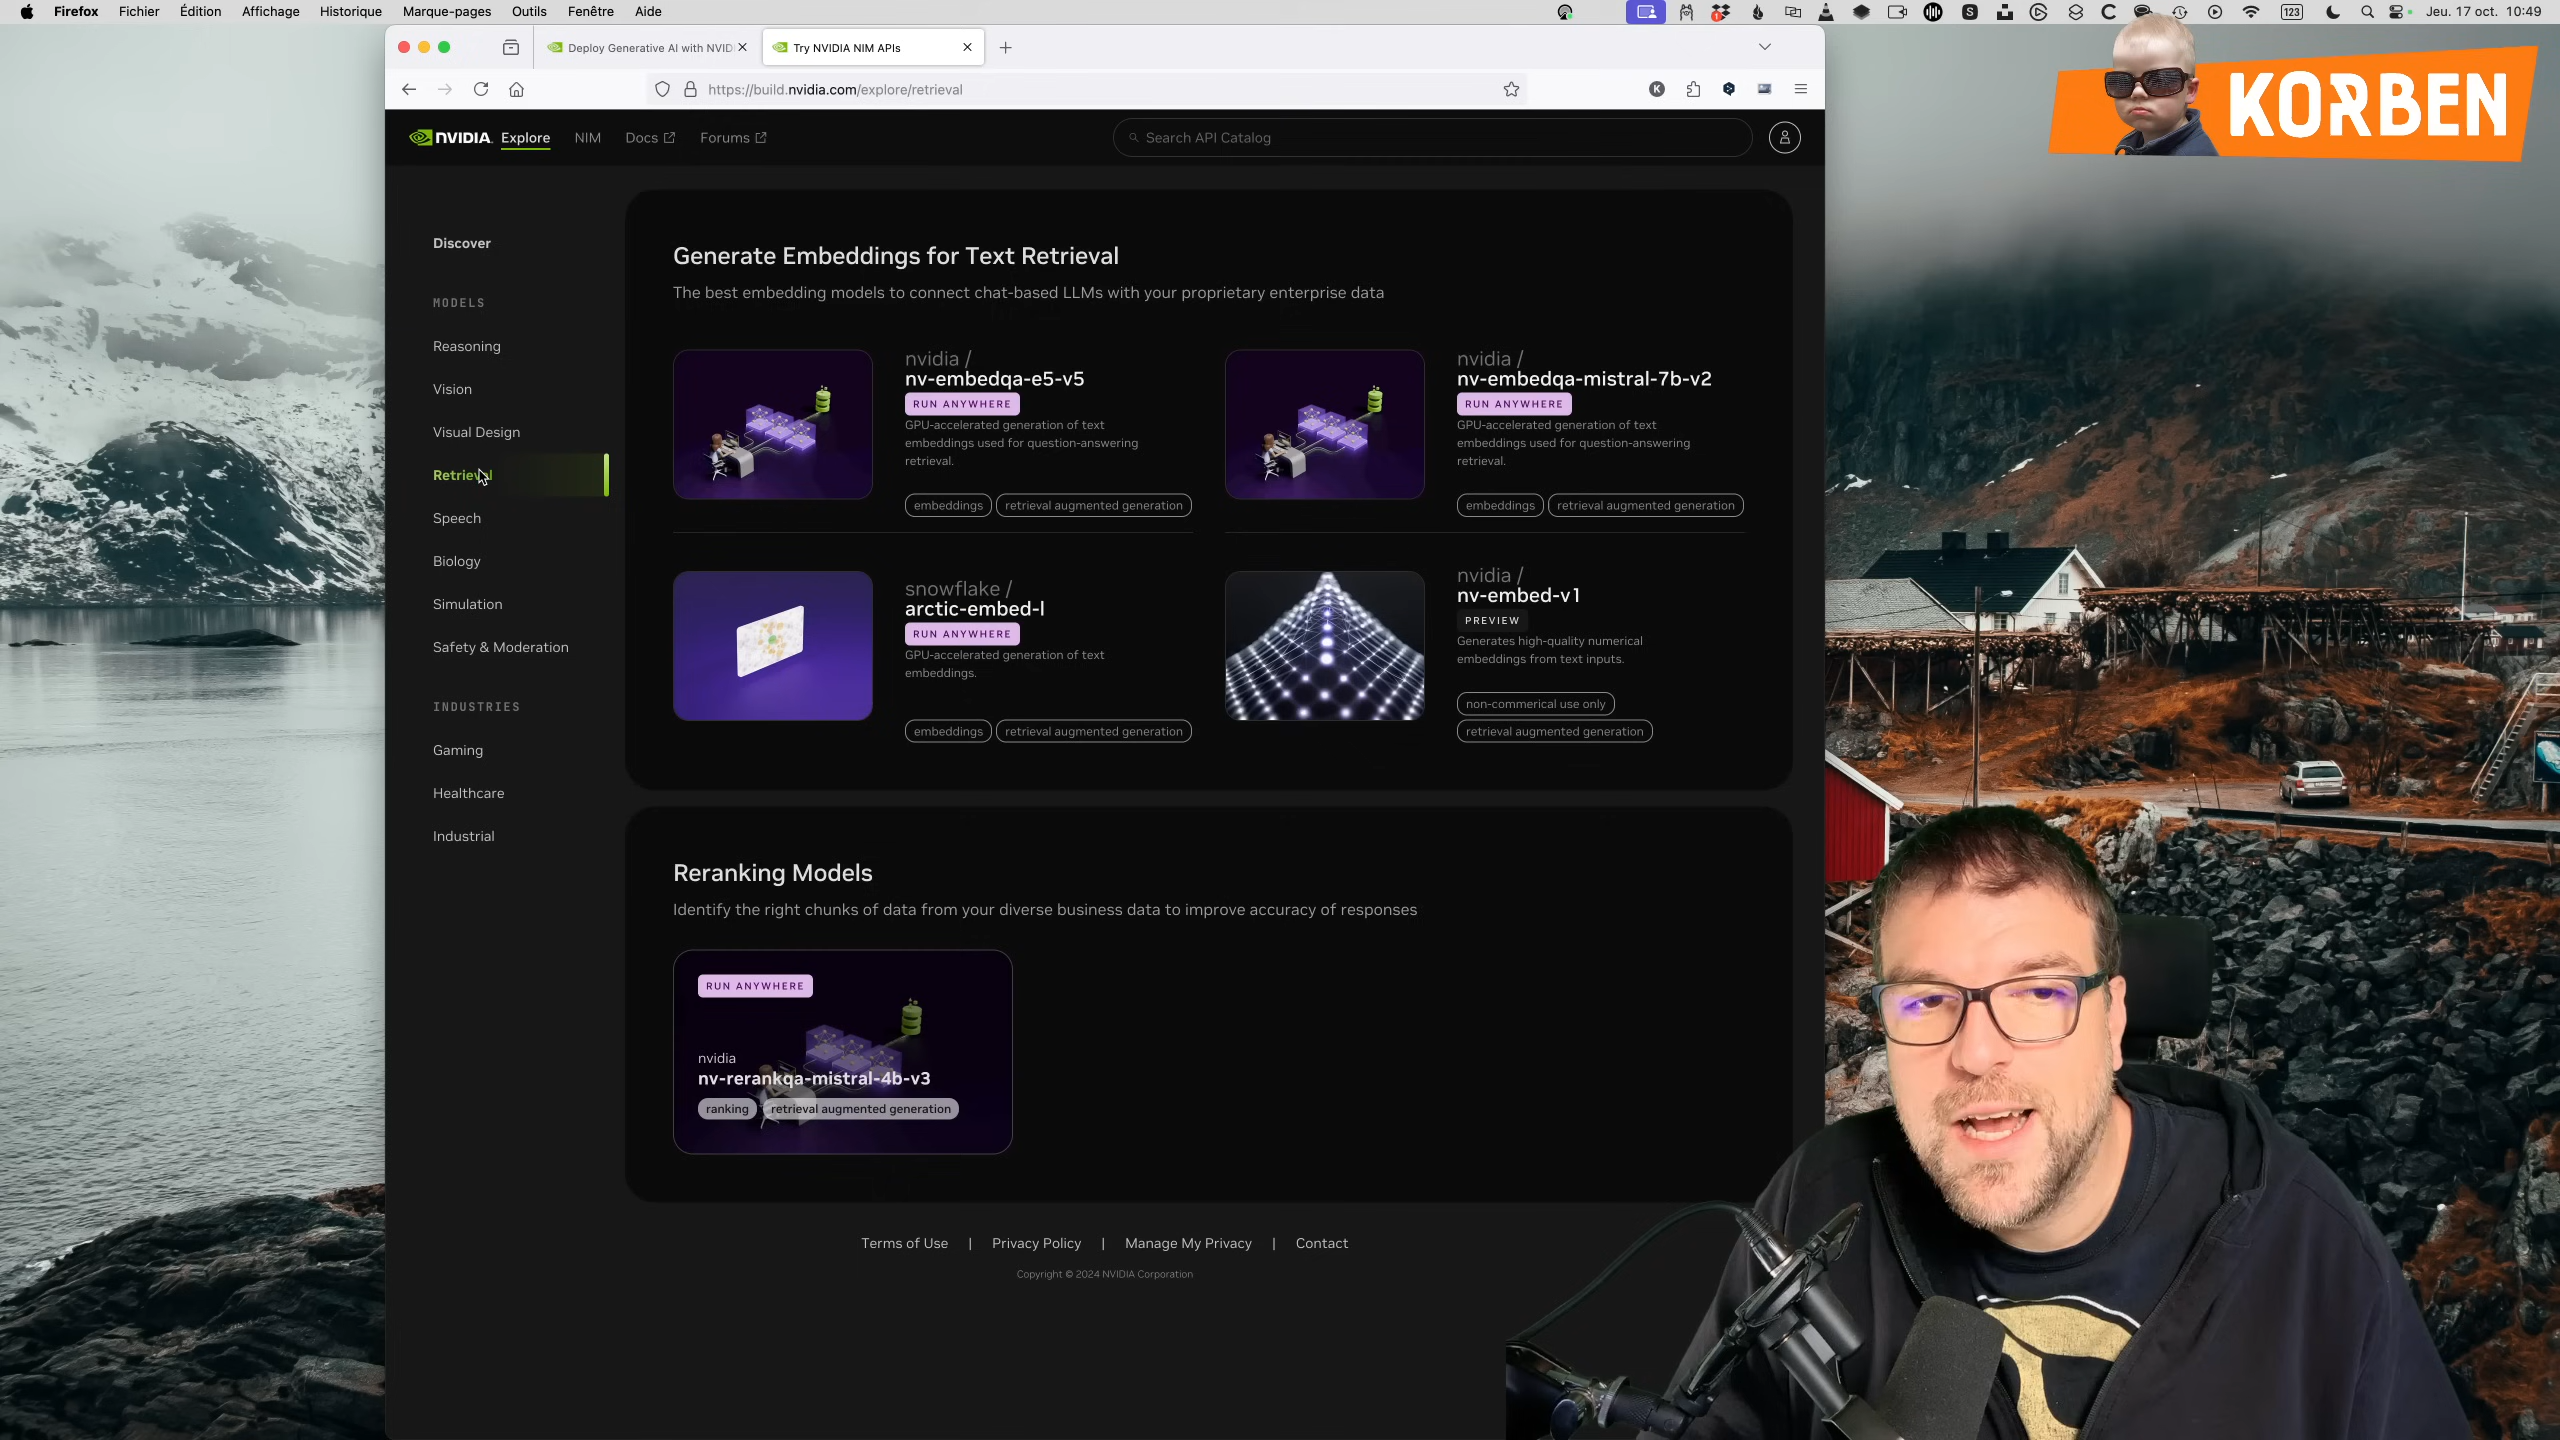 Firefox Fichier Édition Affichage Historique Marque-pages Outils Fenêtre Aide
123 Jeu. 17 oct. 10:49
KORBEN
Deploy Generative AI with NVID
Try NVIDIA NIM APIs
https://build.nvidia.com/explore/retrieval
K
NVIDIA. Explore NIM Docs Forums
Search API Catalog
Discover
MODELS
Reasoning
Vision
Visual Design
Retrieval
Speech
Biology
Simulation
Safety & Moderation
INDUSTRIES
Gaming
Healthcare
Industrial
Generate Embeddings for Text Retrieval
The best embedding models to connect chat-based LLMs with your proprietary enterprise data
nvidia /
nv-embedqa-e5-v5
RUN ANYWHERE
GPU-accelerated generation of text
embeddings used for question-answering
retrieval.
embeddings retrieval augmented generation
nvidia /
nv-embedqa-mistral-7b-v2
RUN ANYWHERE
GPU-accelerated generation of text
embeddings used for question-answering
retrieval.
embeddings retrieval augmented generation
snowflake /
arctic-embed-l
RUN ANYWHERE
GPU-accelerated generation of text
embeddings.
embeddings retrieval augmented generation
nvidia /
nv-embed-v1
PREVIEW
Generates high-quality numerical
embeddings from text inputs.
non-commerical use only
retrieval augmented generation
Reranking Models
Identify the right chunks of data from your diverse business data to improve accuracy of responses
RUN ANYWHERE
nvidia
nv-rerankqa-mistral-4b-v3
ranking retrieval augmented generation
Terms of Use | Privacy Policy | Manage My Privacy | Contact
Copyright © 2024 NVIDIA Corporation